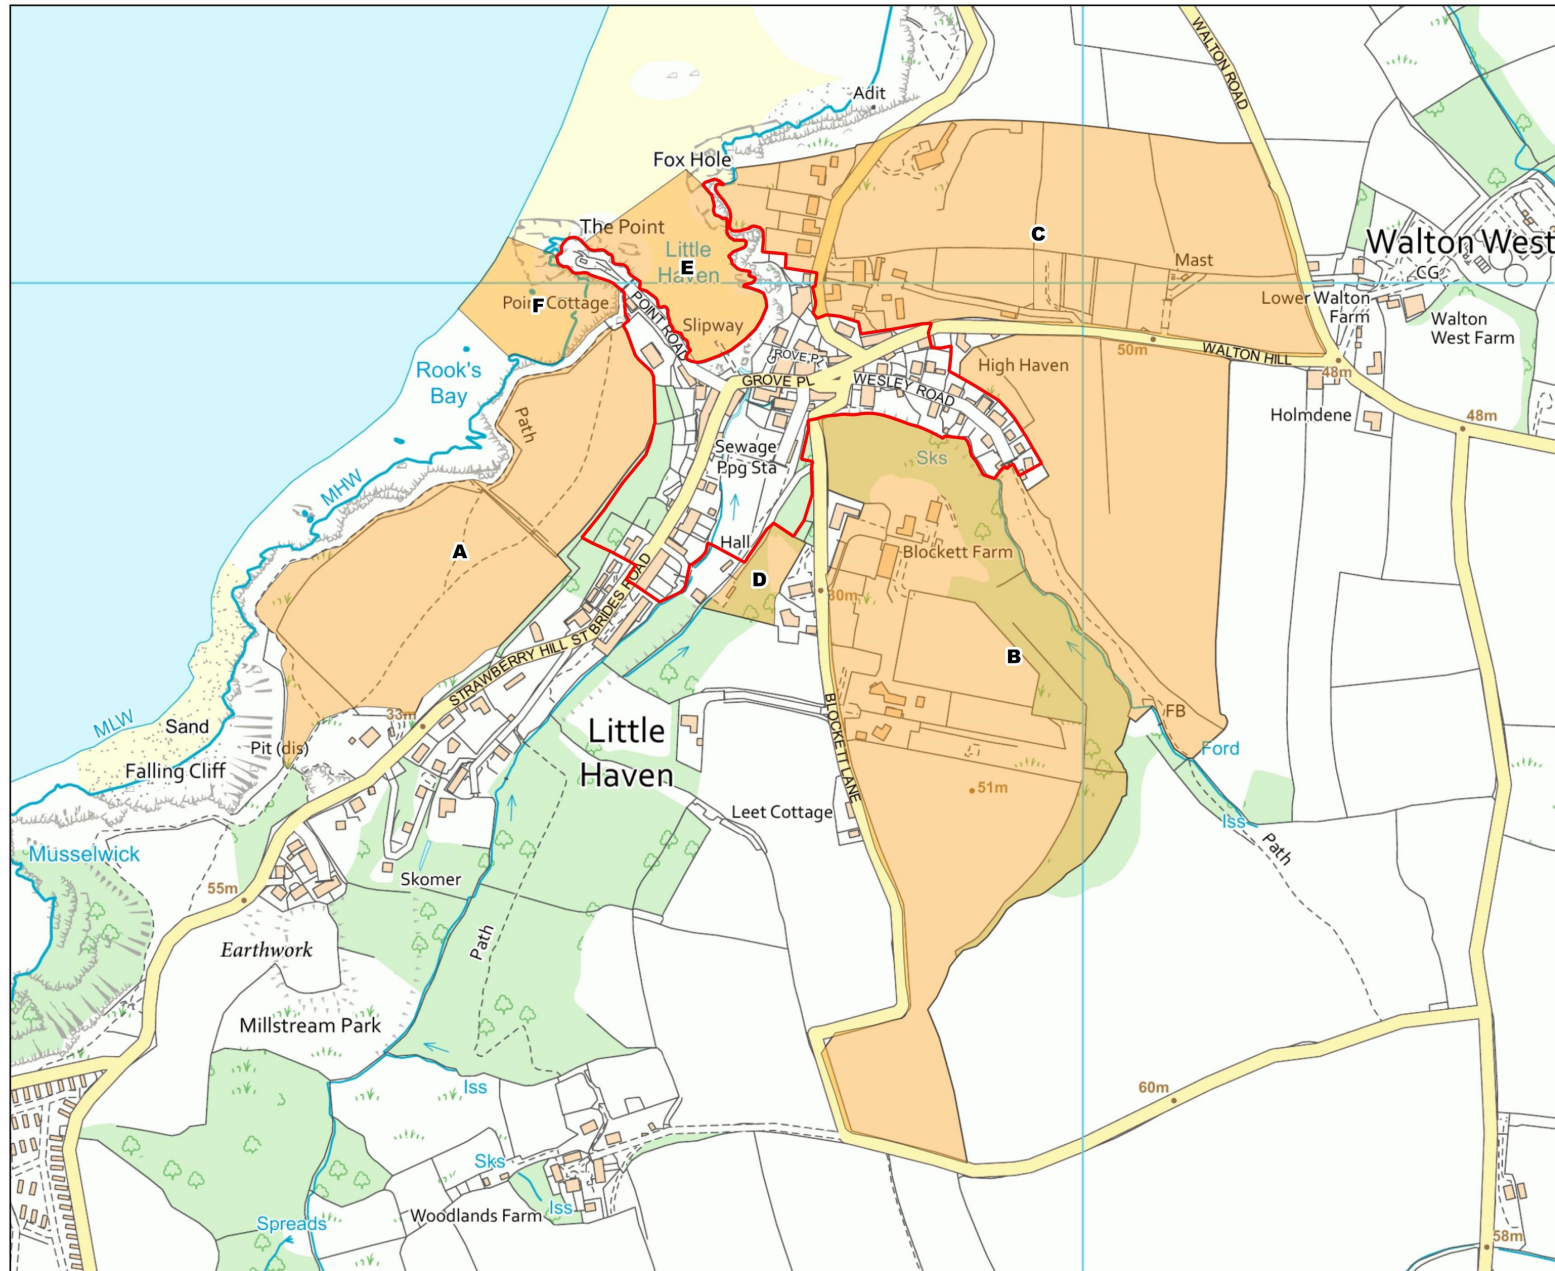 WALTON ROAD
Adit
Fox Hole
The Point
Little
Haven
E
C
Walton West
Mast
CG
Lower Walton
Farm
Walton
West Farm
F
Point Cottage
POINT ROAD
Slipway
GROVE PL
GROVE PL
WESLEY ROAD
High Haven
50m
WALTON HILL
48m
48m
Holmdene
Rook's
Bay
Path
MHW
Sewage
Ppg Sta
Sks
A
Hall
D
Blockett Farm
30m
B
STRAWBERRY HILL
ST BRIDES ROAD
BLOCKETT LANE
FB
Ford
MLW
Sand
33m
Pit (dis)
Falling Cliff
Little
Haven
51m
Leet Cottage
Iss
Path
Musselwick
Skomer
55m
Earthwork
Path
Millstream Park
Iss
60m
Sks
Iss
Woodlands Farm
Spreads
58m